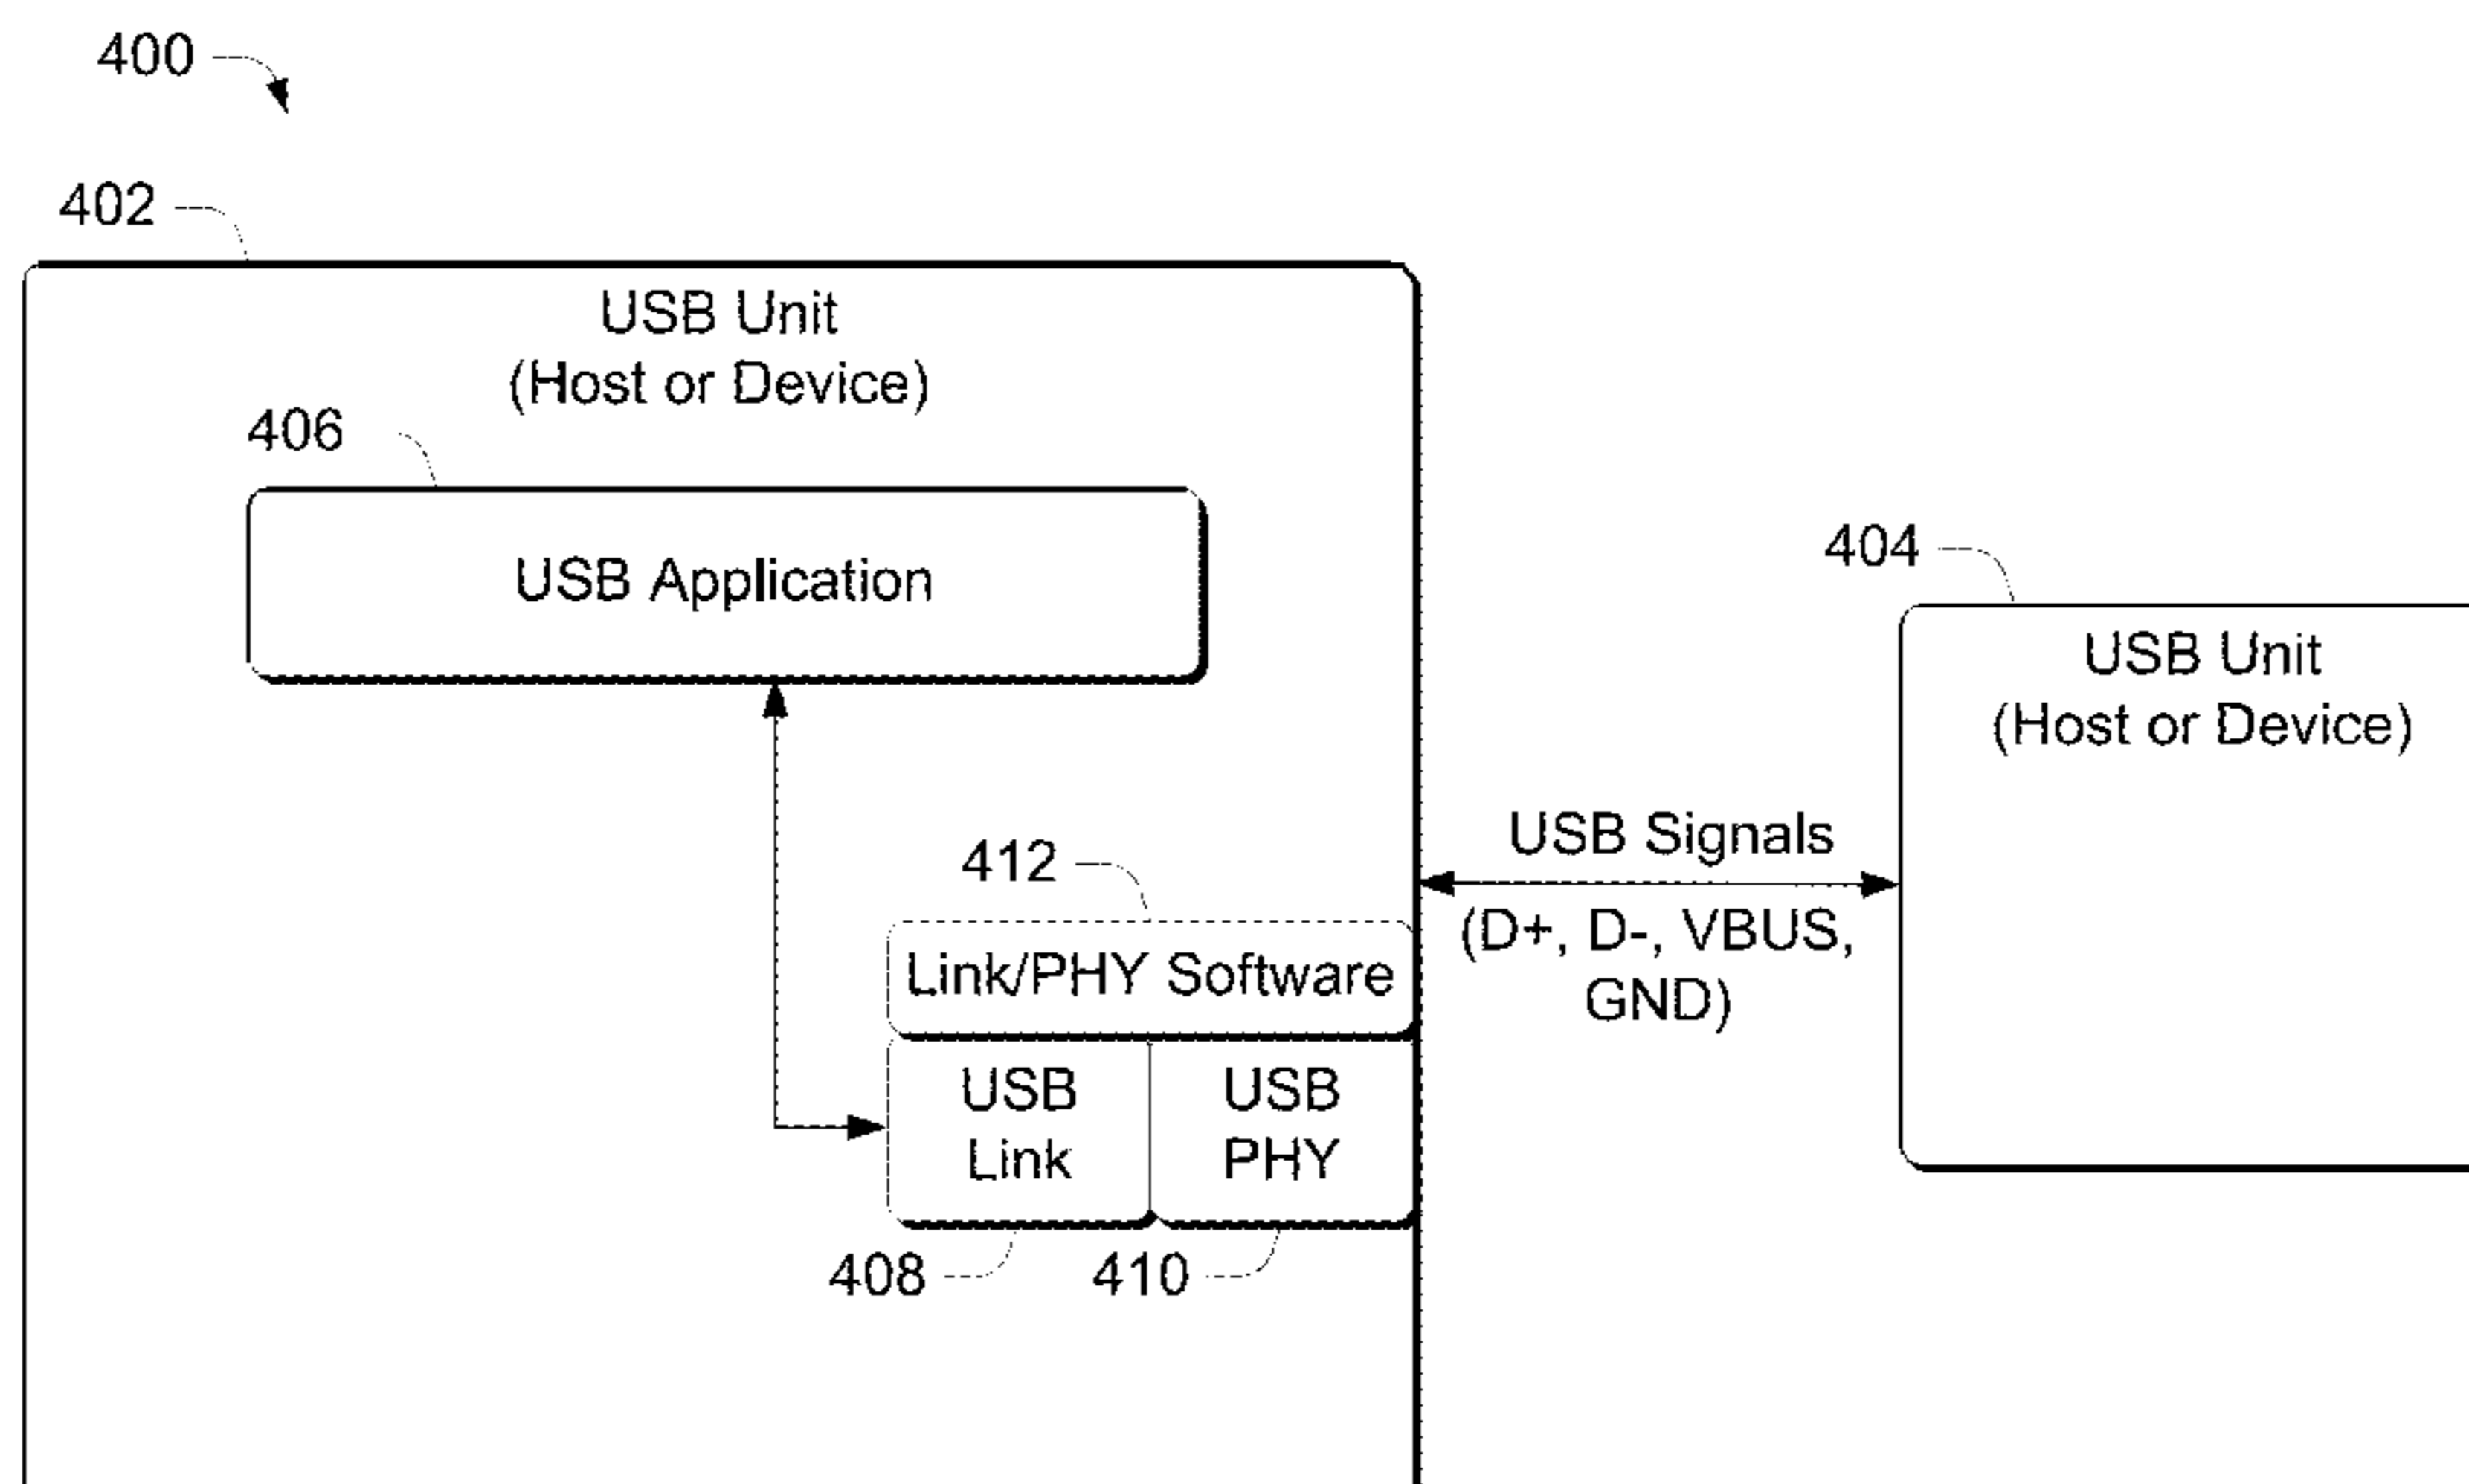 400
402
USB Unit
(Host or Device)
406
USB Application
404
USB Unit
(Host or Device)
USB Signals
(D+, D-, VBUS,
GND)
412
Link/PHY Software
USB
Link
USB
PHY
408
410